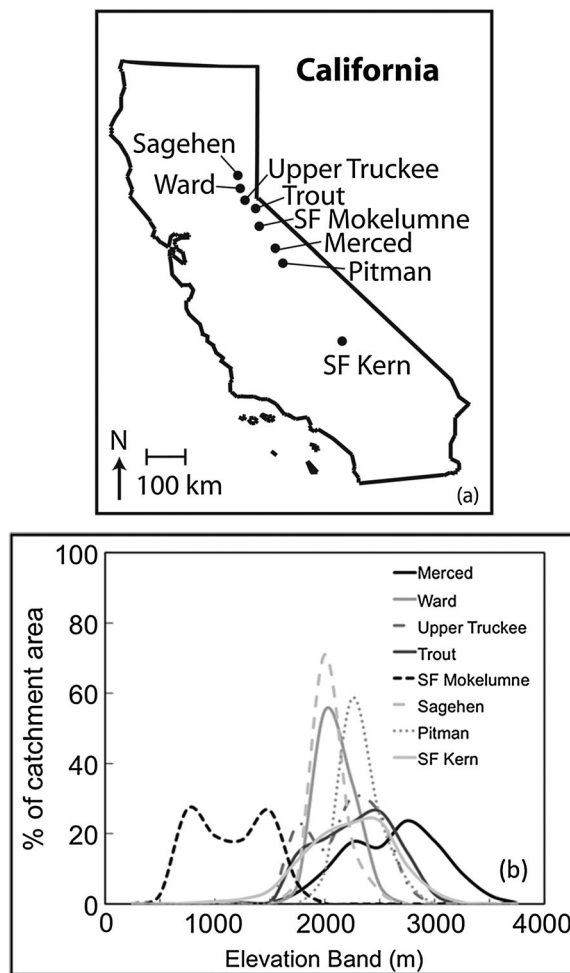 California
Sagehen
Ward
Upper Truckee
Trout
SF Mokelumne
Merced
Pitman
SF Kern
N
100 km
(a)
% of catchment area
100
80
60
40
20
0
Merced
Ward
Upper Truckee
Trout
SF Mokelumne
Sagehen
Pitman
SF Kern
(b)
0 1000 2000 3000 4000
Elevation Band (m)